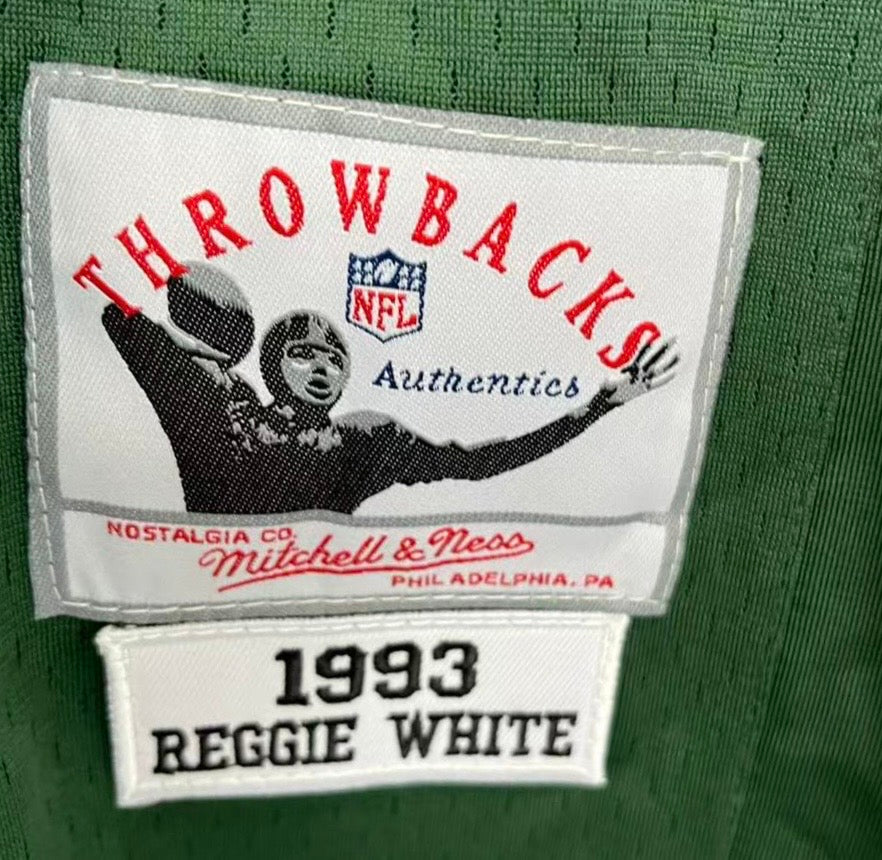 THROWBACKS
NFL
Authentics
NOSTALGIA CO.
Mitchell & Ness
PHILADELPHIA, PA
1993
REGGIE WHITE